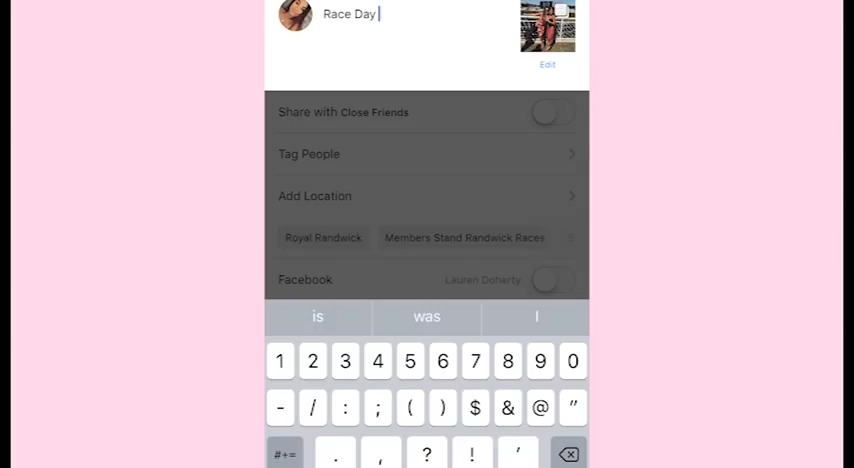 Race Day
Edit
Share with Close Friends
Tag People
Add Location
Royal Randwick Members Stand Randwick Races S
Facebook Lauren Doherty
is was I
1 2 3 4 5 6 7 8 9 0
- / : ; ( ) $ & @ "
#+= . , ? ! '